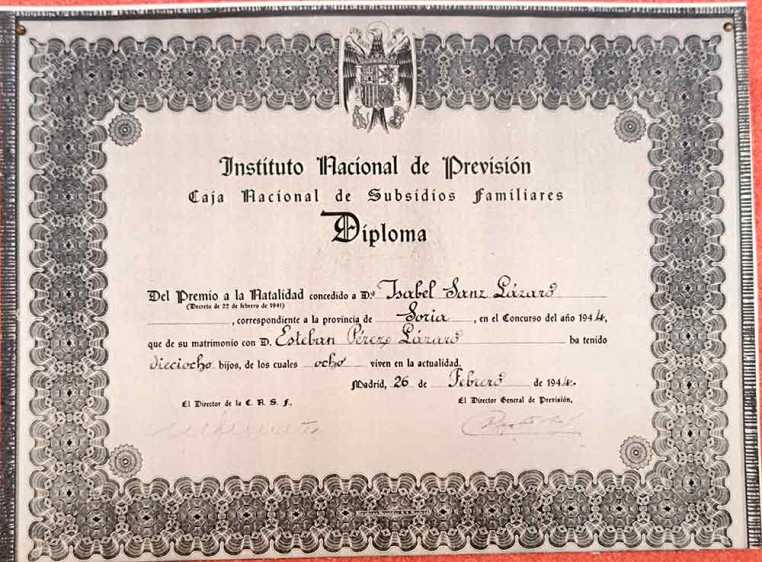 Instituto Nacional de Previsión
Caja Nacional de Subsidios Familiares
Diploma
Del Premio a la Natalidad concedido a D.ª Isabel Sanz Lázaro
(Decreto de 22 de febrero de 1941)
, correspondiente a la provincia de Soria, en el Concurso del año 1944,
que de su matrimonio con D. Esteban Pérez Lázaro ha tenido
dieciocho hijos, de los cuales ocho viven en la actualidad.
Madrid, 26 de Febrero de 1944.
El Director de la C. N. S. F. El Director General de Previsión,